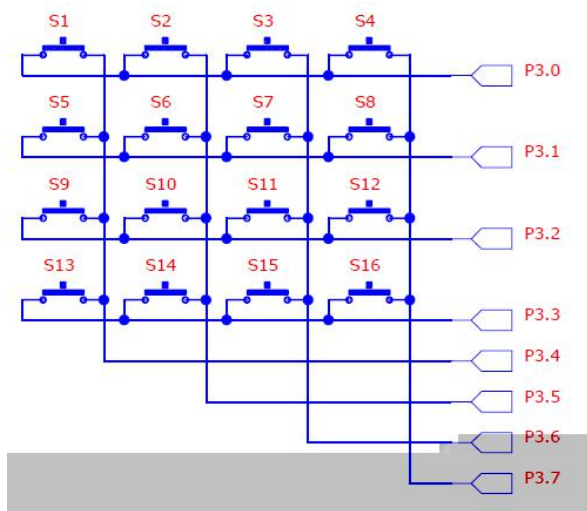 S1 S2 S3 S4
P3.0
S5 S6 S7 S8
P3.1
S9 S10 S11 S12
P3.2
S13 S14 S15 S16
P3.3
P3.4
P3.5
P3.6
P3.7